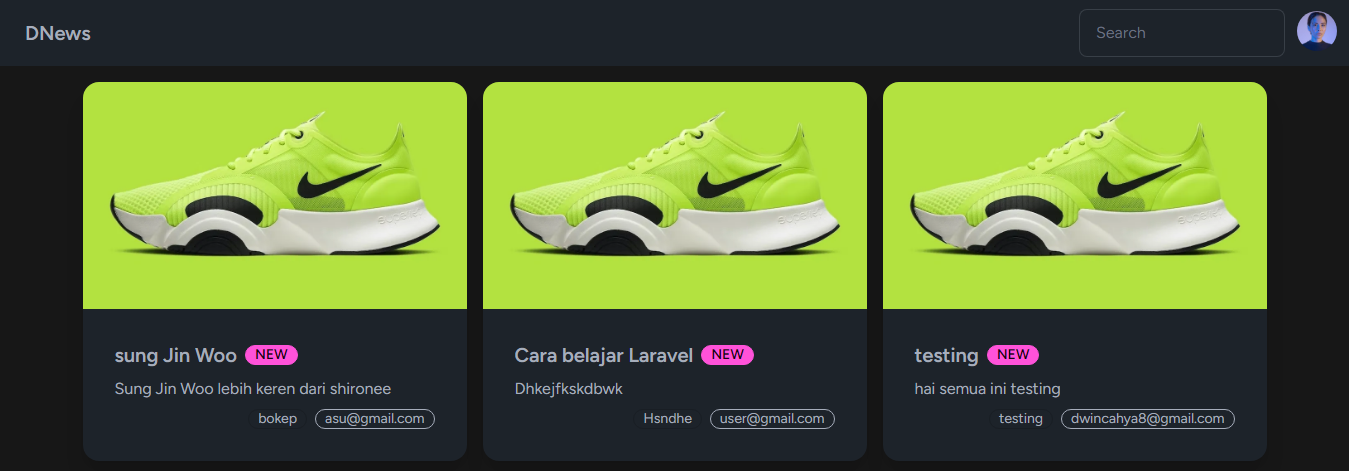 DNews
Search
sung Jin Woo NEW
Sung Jin Woo lebih keren dari shironee
bokep asu@gmail.com
Cara belajar Laravel NEW
Dhkejfkskdbwk
Hsndhe user@gmail.com
testing NEW
hai semua ini testing
testing dwincahya8@gmail.com